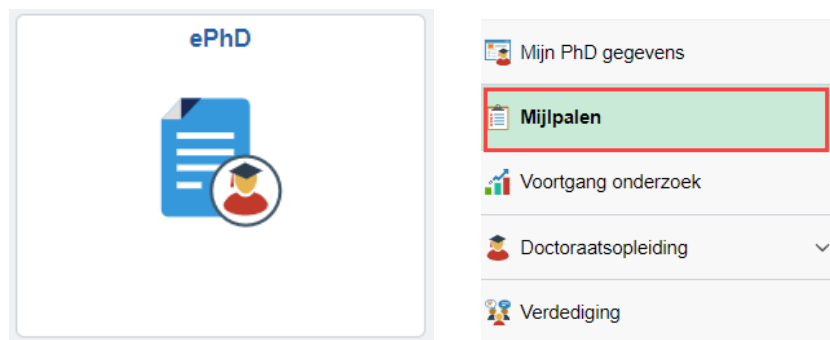 ePhD
Mijn PhD gegevens
Mijlpalen
Voortgang onderzoek
Doctoraatsopleiding
Verdediging